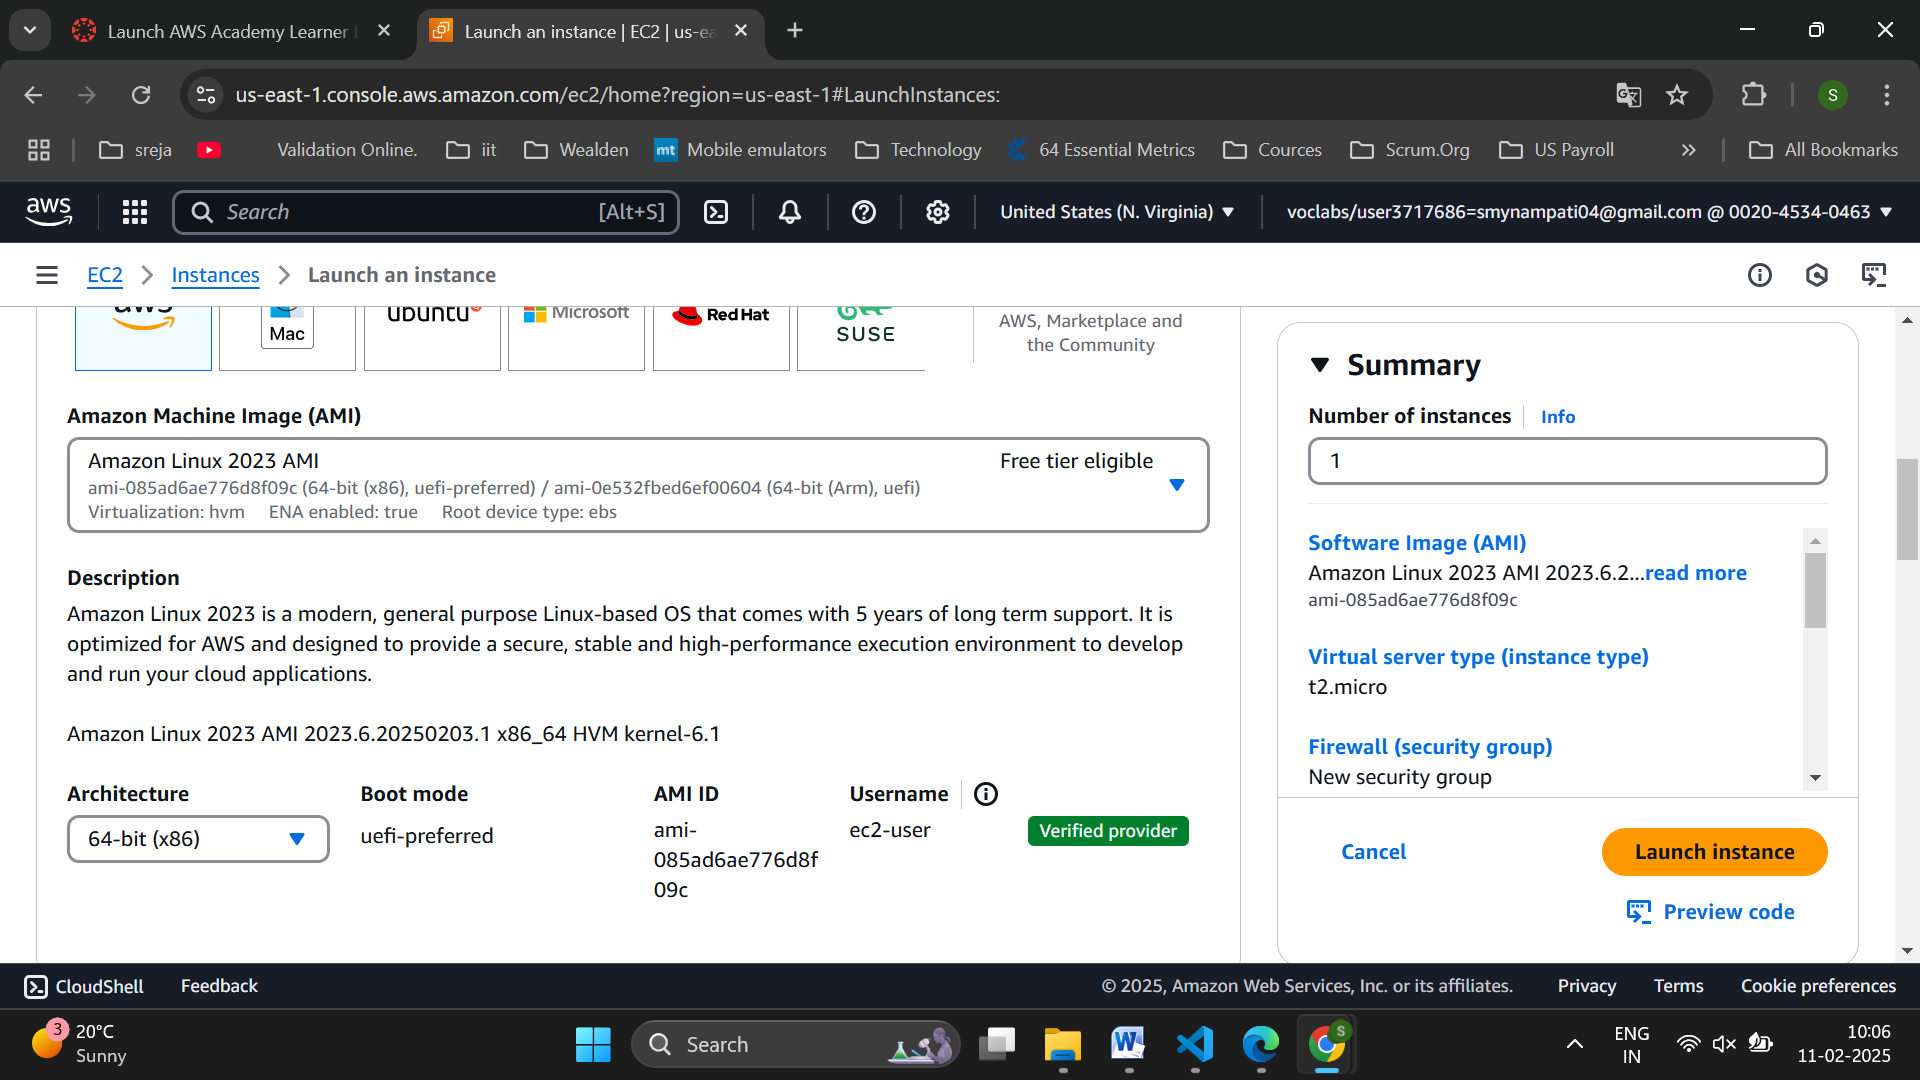 Launch AWS Academy Learner
Launch an instance | EC2 | us-ea
us-east-1.console.aws.amazon.com/ec2/home?region=us-east-1#LaunchInstances:
S
sreja
Validation Online.
iit
Wealden
mt Mobile emulators
Technology
64 Essential Metrics
Cources
Scrum.Org
US Payroll
All Bookmarks
aws
Search [Alt+S]
United States (N. Virginia)
voclabs/user3717686=smynampati04@gmail.com @ 0020-4534-0463
EC2
Instances
Launch an instance
aws
Mac
ubuntu
Microsoft
Red Hat
SUSE
AWS, Marketplace and
the Community
Amazon Machine Image (AMI)
Amazon Linux 2023 AMI
Free tier eligible
ami-085ad6ae776d8f09c (64-bit (x86), uefi-preferred) / ami-0e532fbed6ef00604 (64-bit (Arm), uefi)
Virtualization: hvm ENA enabled: true Root device type: ebs
Description
Amazon Linux 2023 is a modern, general purpose Linux-based OS that comes with 5 years of long term support. It is
optimized for AWS and designed to provide a secure, stable and high-performance execution environment to develop
and run your cloud applications.
Amazon Linux 2023 AMI 2023.6.20250203.1 x86_64 HVM kernel-6.1
Architecture
64-bit (x86)
Boot mode
uefi-preferred
AMI ID
ami-
085ad6ae776d8f
09c
Username
ec2-user
Verified provider
Summary
Number of instances
Info
1
Software Image (AMI)
Amazon Linux 2023 AMI 2023.6.2...read more
ami-085ad6ae776d8f09c
Virtual server type (instance type)
t2.micro
Firewall (security group)
New security group
Cancel
Launch instance
Preview code
CloudShell
Feedback
© 2025, Amazon Web Services, Inc. or its affiliates.
Privacy
Terms
Cookie preferences
3
20°C
Sunny
Search
W
S
ENG
IN
10:06
11-02-2025